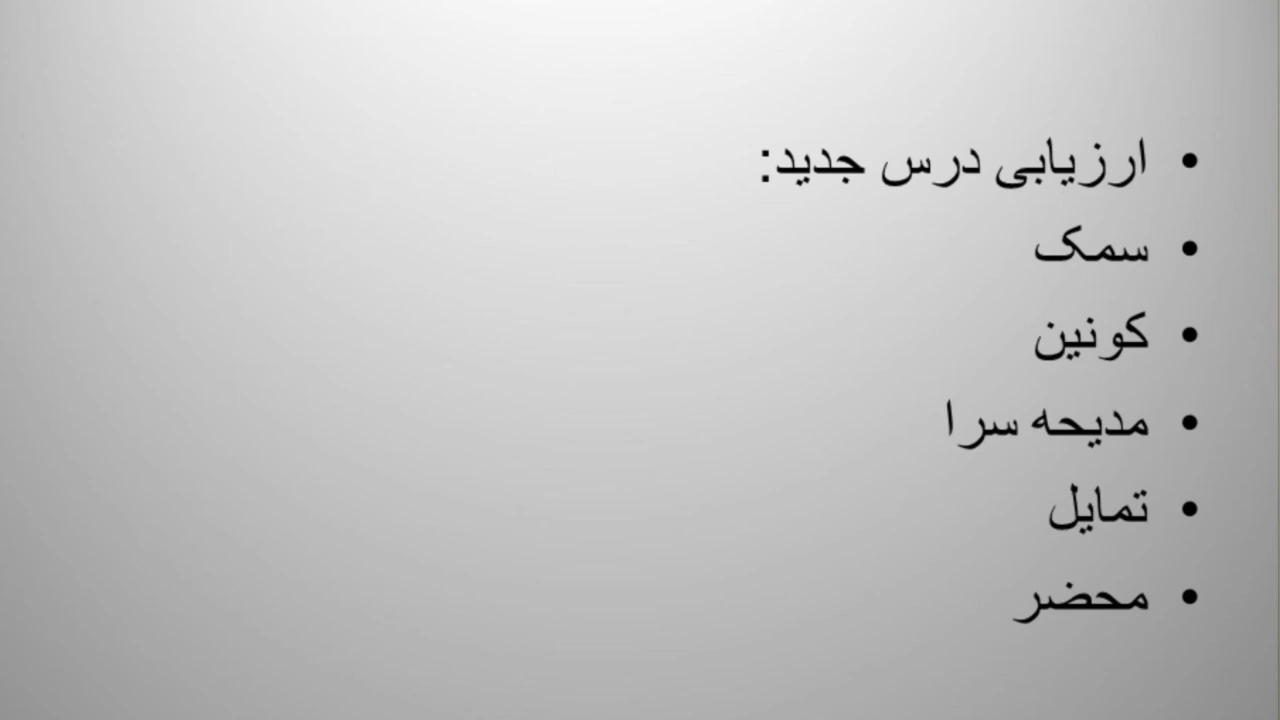 • ارزیابی درس جدید:
• سمک
• کونین
• مدیحه سرا
• تمایل
• محضر